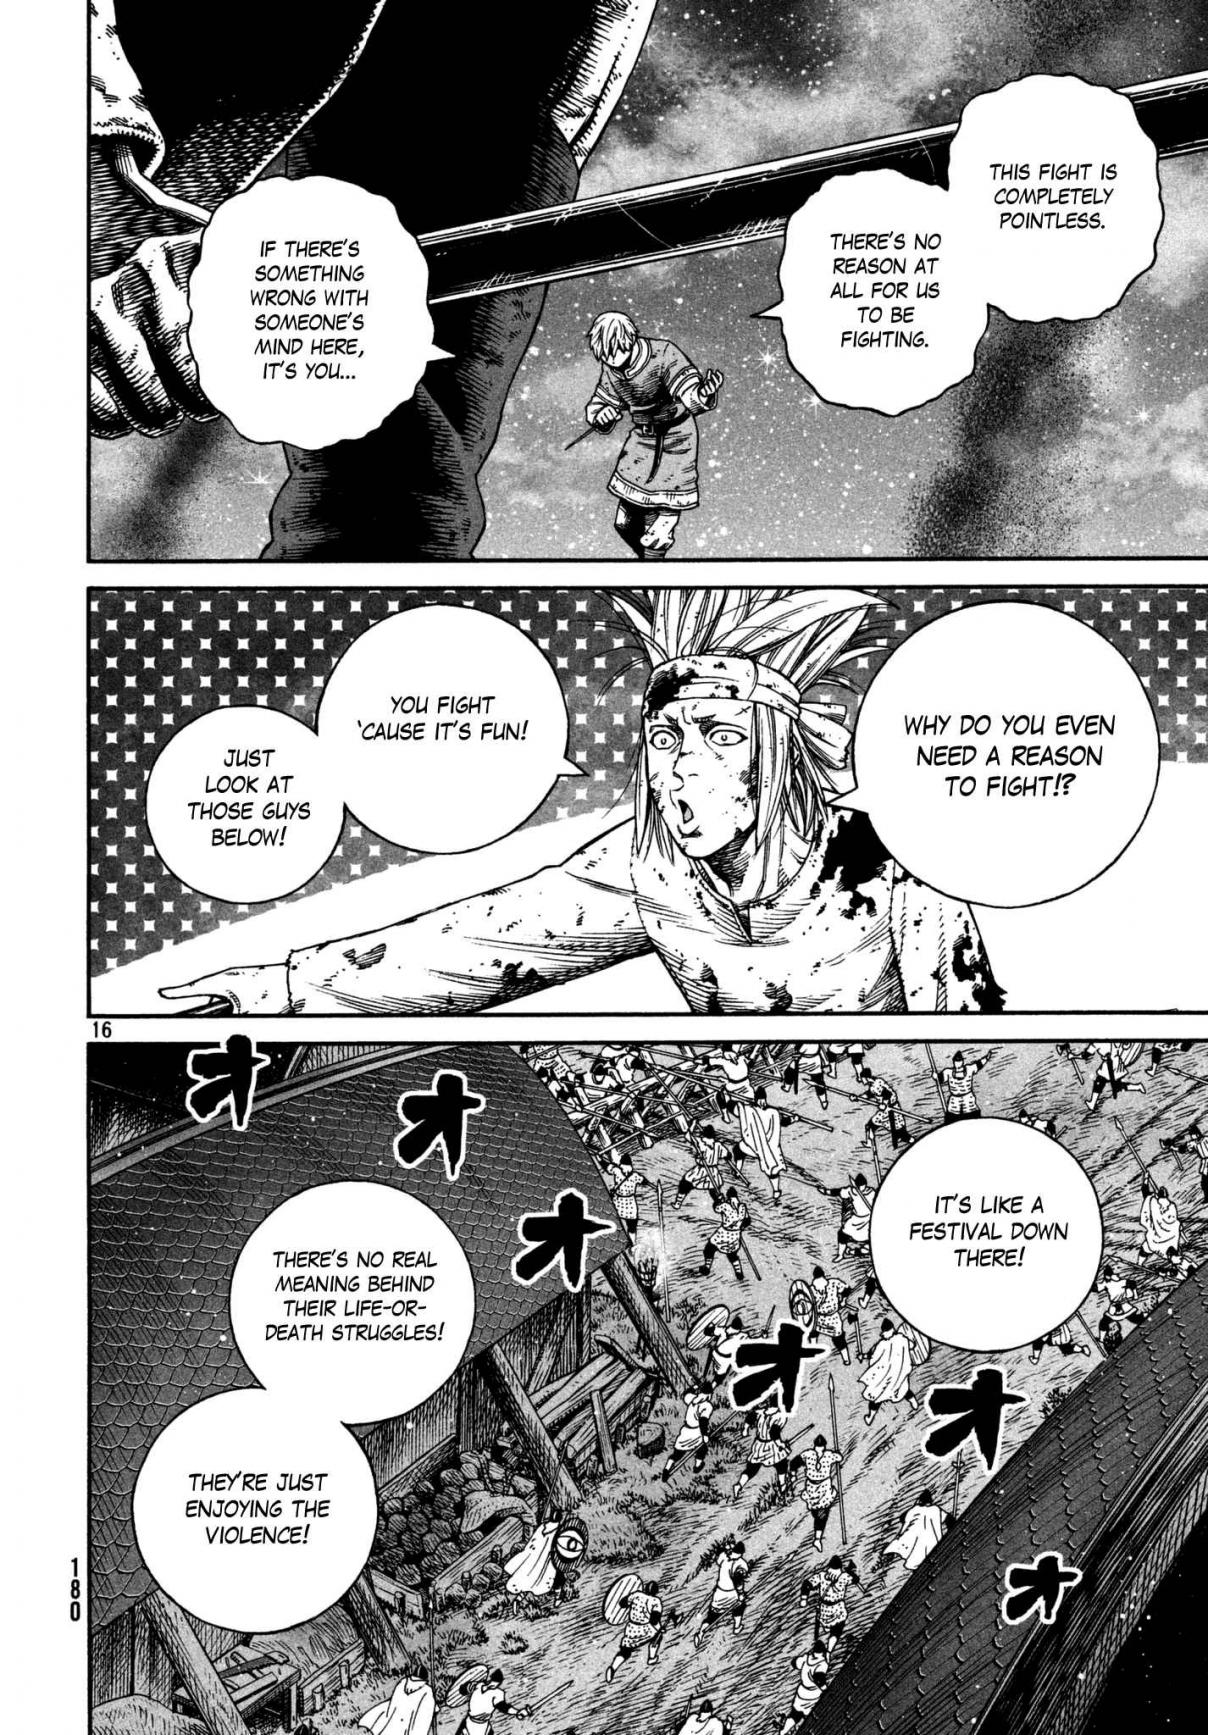 THIS FIGHT IS
COMPLETELY
POINTLESS.
THERE'S NO
REASON AT
ALL FOR US
TO BE
FIGHTING.
IF THERE'S
SOMETHING
WRONG WITH
SOMEONE'S
MIND HERE,
IT'S YOU...
WHY DO YOU EVEN
NEED A REASON
TO FIGHT!?
YOU FIGHT
'CAUSE IT'S FUN!
JUST
LOOK AT
THOSE GUYS
BELOW!
16
オオオオオオ
IT'S LIKE A
FESTIVAL DOWN
THERE!
THERE'S NO REAL
MEANING BEHIND
THEIR LIFE-OR-
DEATH STRUGGLES!
THEY'RE JUST
ENJOYING THE
VIOLENCE!
180